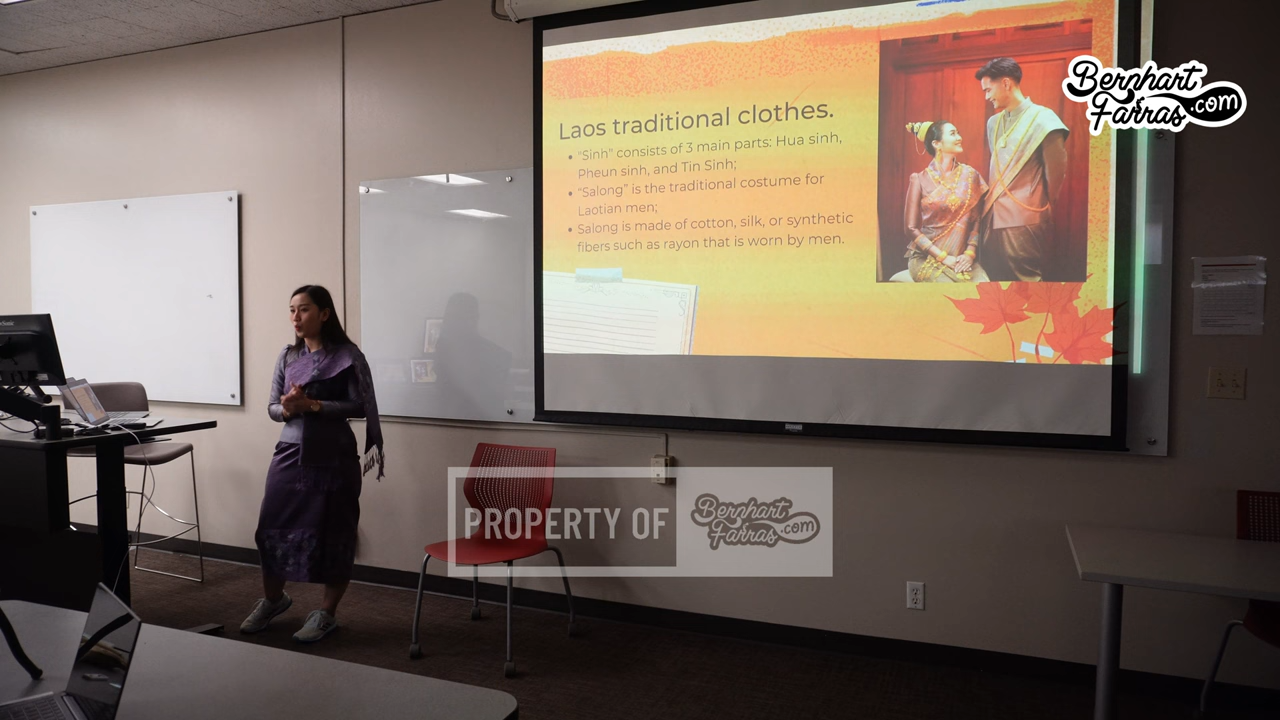 Laos traditional clothes.
• "Sinh" consists of 3 main parts: Hua sinh,
Pheun sinh, and Tin Sinh;
• "Salong" is the traditional costume for
Laotian men;
• Salong is made of cotton, silk, or synthetic
fibers such as rayon that is worn by men.
Bernhart
& Farras.com
PROPERTY OF
Bernhart
& Farras.com